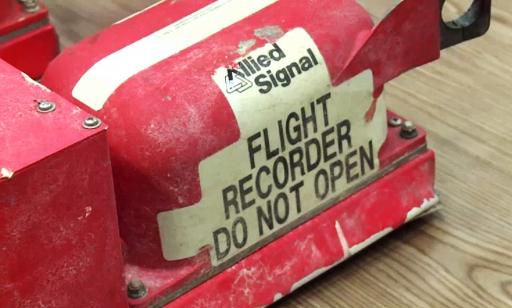 Allied
Signal
FLIGHT
RECORDER
DO NOT OPEN